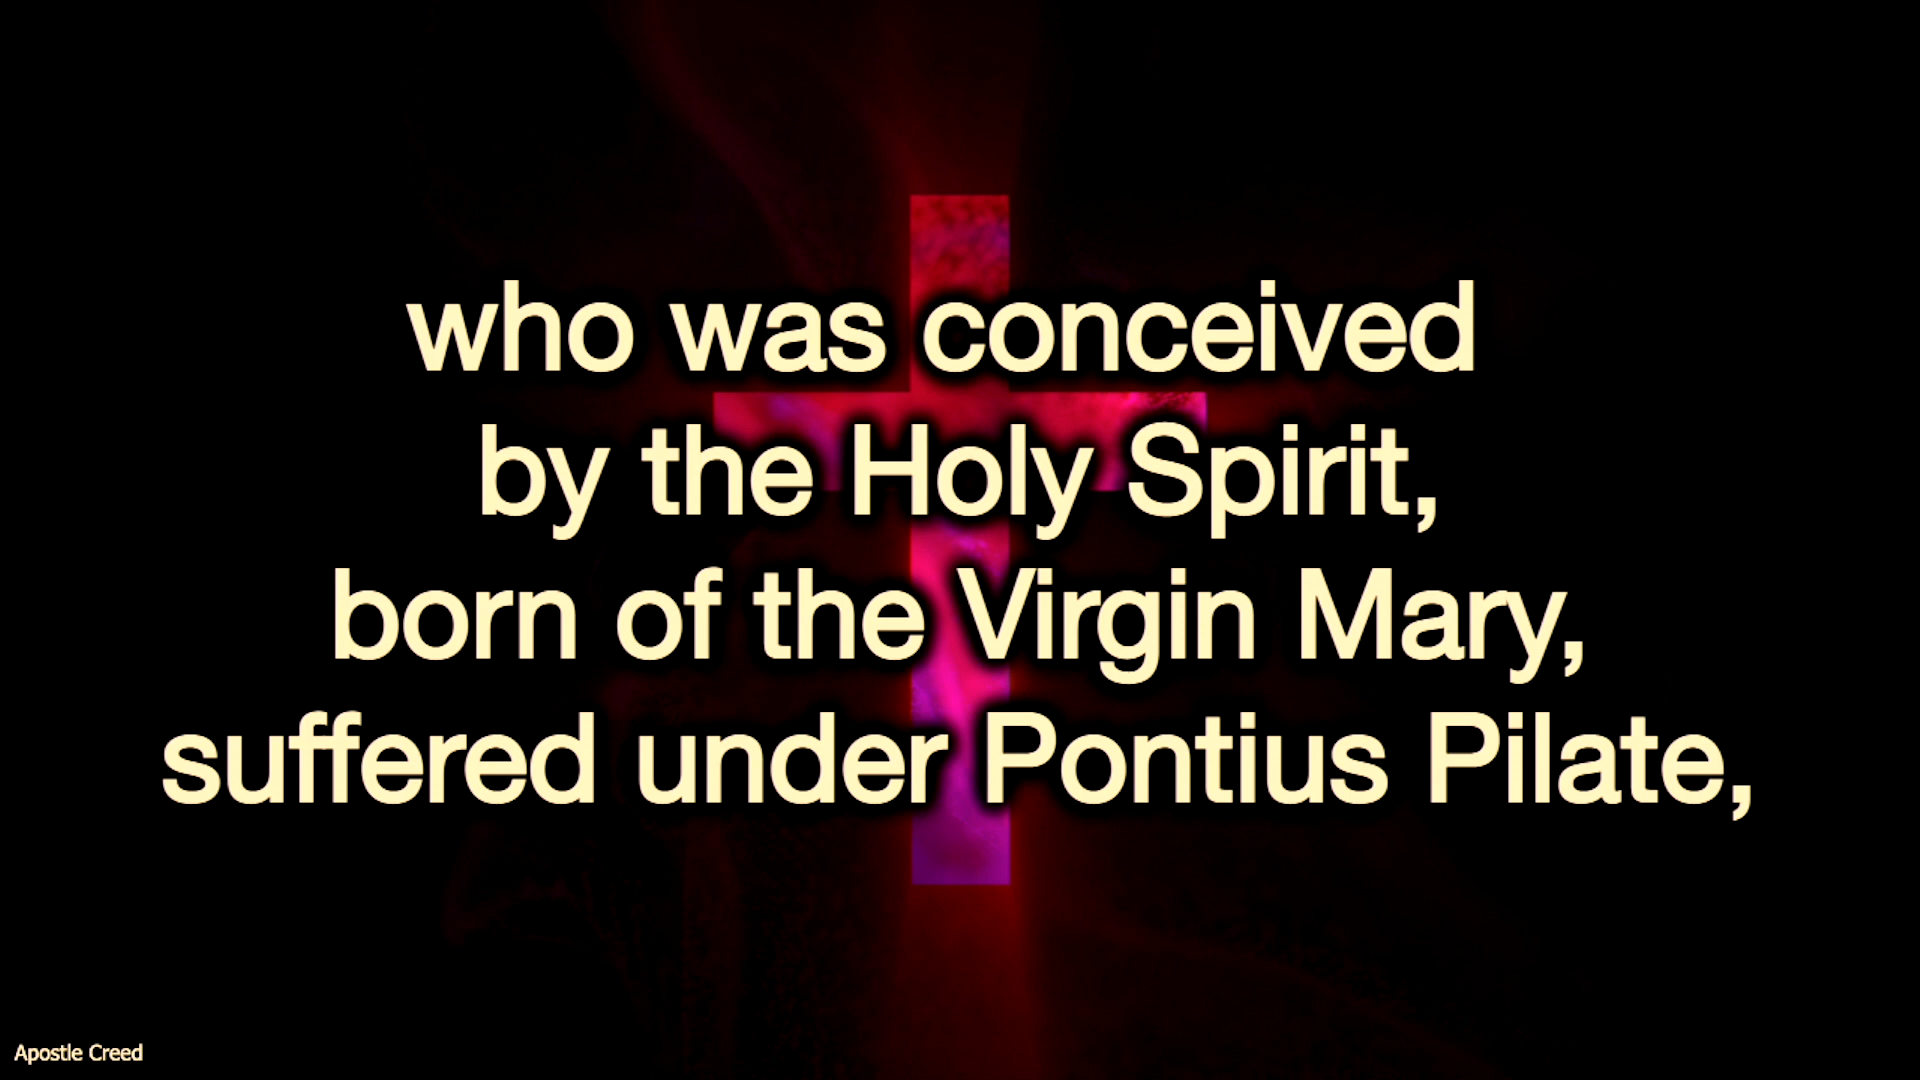 who was conceived
by the Holy Spirit,
born of the Virgin Mary,
suffered under Pontius Pilate,
Apostle Creed